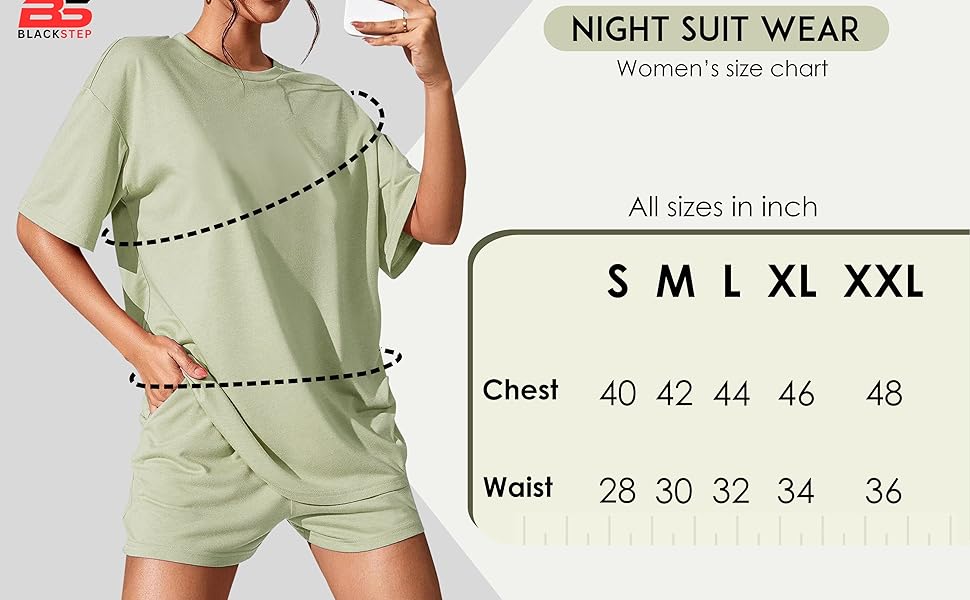 BLACKSTEP
NIGHT SUIT WEAR
Women's size chart
All sizes in inch
S M L XL XXL
Chest 40 42 44 46 48
Waist 28 30 32 34 36